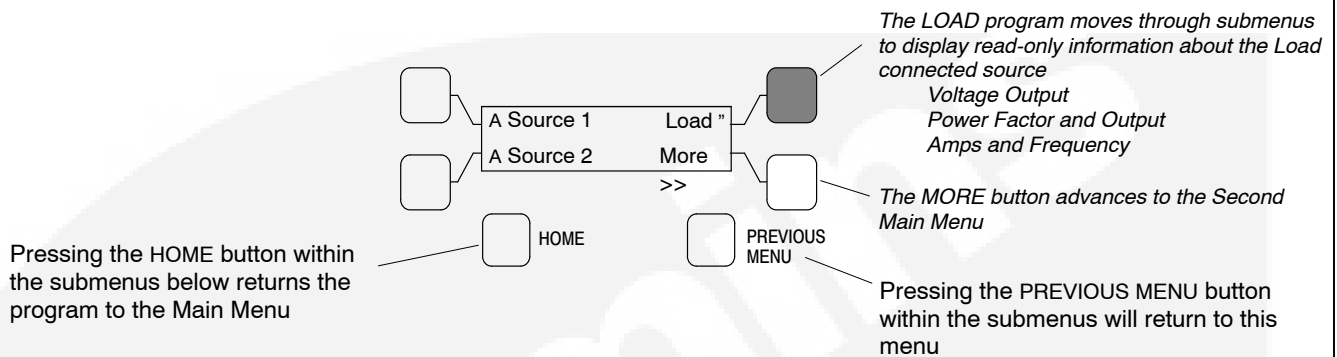 The LOAD program moves through submenus
to display read-only information about the Load
connected source
Voltage Output
Power Factor and Output
Amps and Frequency
A Source 1 Load ”
A Source 2 More
>>
The MORE button advances to the Second
Main Menu
HOME
PREVIOUS
MENU
Pressing the HOME button within
the submenus below returns the
program to the Main Menu
Pressing the PREVIOUS MENU button
within the submenus will return to this
menu